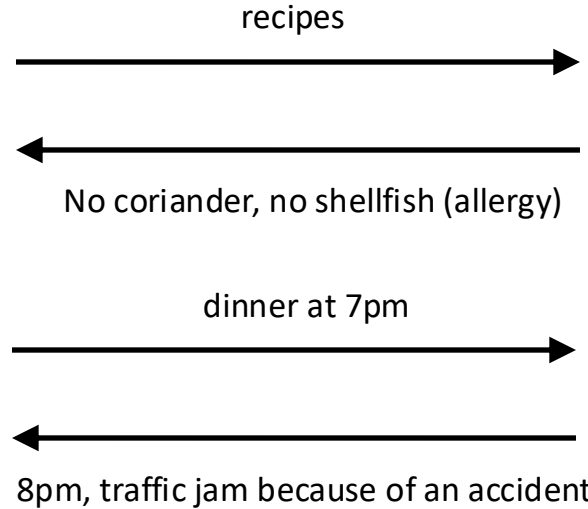 recipes
No coriander, no shellfish (allergy)
dinner at 7pm
8pm, traffic jam because of an accident